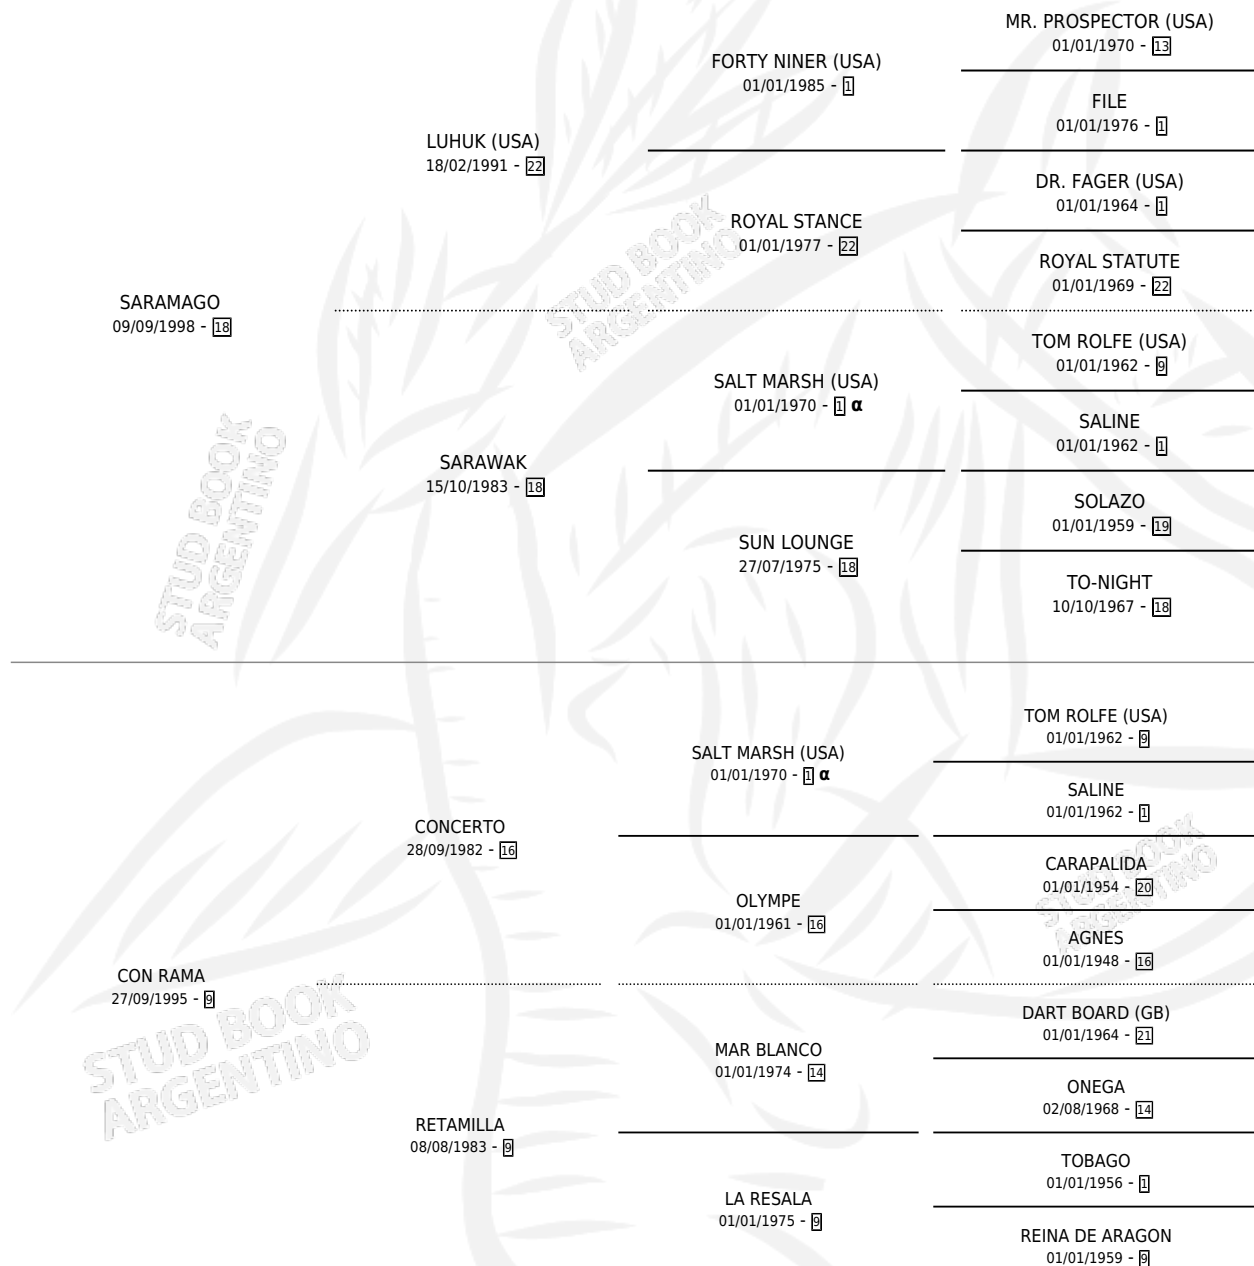 MR. PROSPECTOR (USA)
01/01/1970 - 13
FORTY NINER (USA)
01/01/1985 - 1
FILE
01/01/1976 - 1
LUHUK (USA)
18/02/1991 - 22
DR. FAGER (USA)
01/01/1964 - 1
ROYAL STANCE
01/01/1977 - 22
ROYAL STATUTE
01/01/1969 - 22
SARAMAGO
09/09/1998 - 18
TOM ROLFE (USA)
01/01/1962 - 9
SALT MARSH (USA)
01/01/1970 - 1 α
SALINE
01/01/1962 - 1
SARAWAK
15/10/1983 - 18
SOLAZO
01/01/1959 - 19
SUN LOUNGE
27/07/1975 - 18
TO-NIGHT
10/10/1967 - 18
TOM ROLFE (USA)
01/01/1962 - 9
SALT MARSH (USA)
01/01/1970 - 1 α
SALINE
01/01/1962 - 1
CONCERTO
28/09/1982 - 16
CARAPALIDA
01/01/1954 - 20
OLYMPE
01/01/1961 - 16
AGNES
01/01/1948 - 16
CON RAMA
27/09/1995 - 9
DART BOARD (GB)
01/01/1964 - 21
MAR BLANCO
01/01/1974 - 14
ONEGA
02/08/1968 - 14
RETAMILLA
08/08/1983 - 9
TOBAGO
01/01/1956 - 1
LA RESALA
01/01/1975 - 9
REINA DE ARAGON
01/01/1959 - 9
STUD BOOK
ARGENTINO
STUD BOOK
ARGENTINO
STUD BOOK
ARGENTINO
STUD BOOK
ARGENTINO